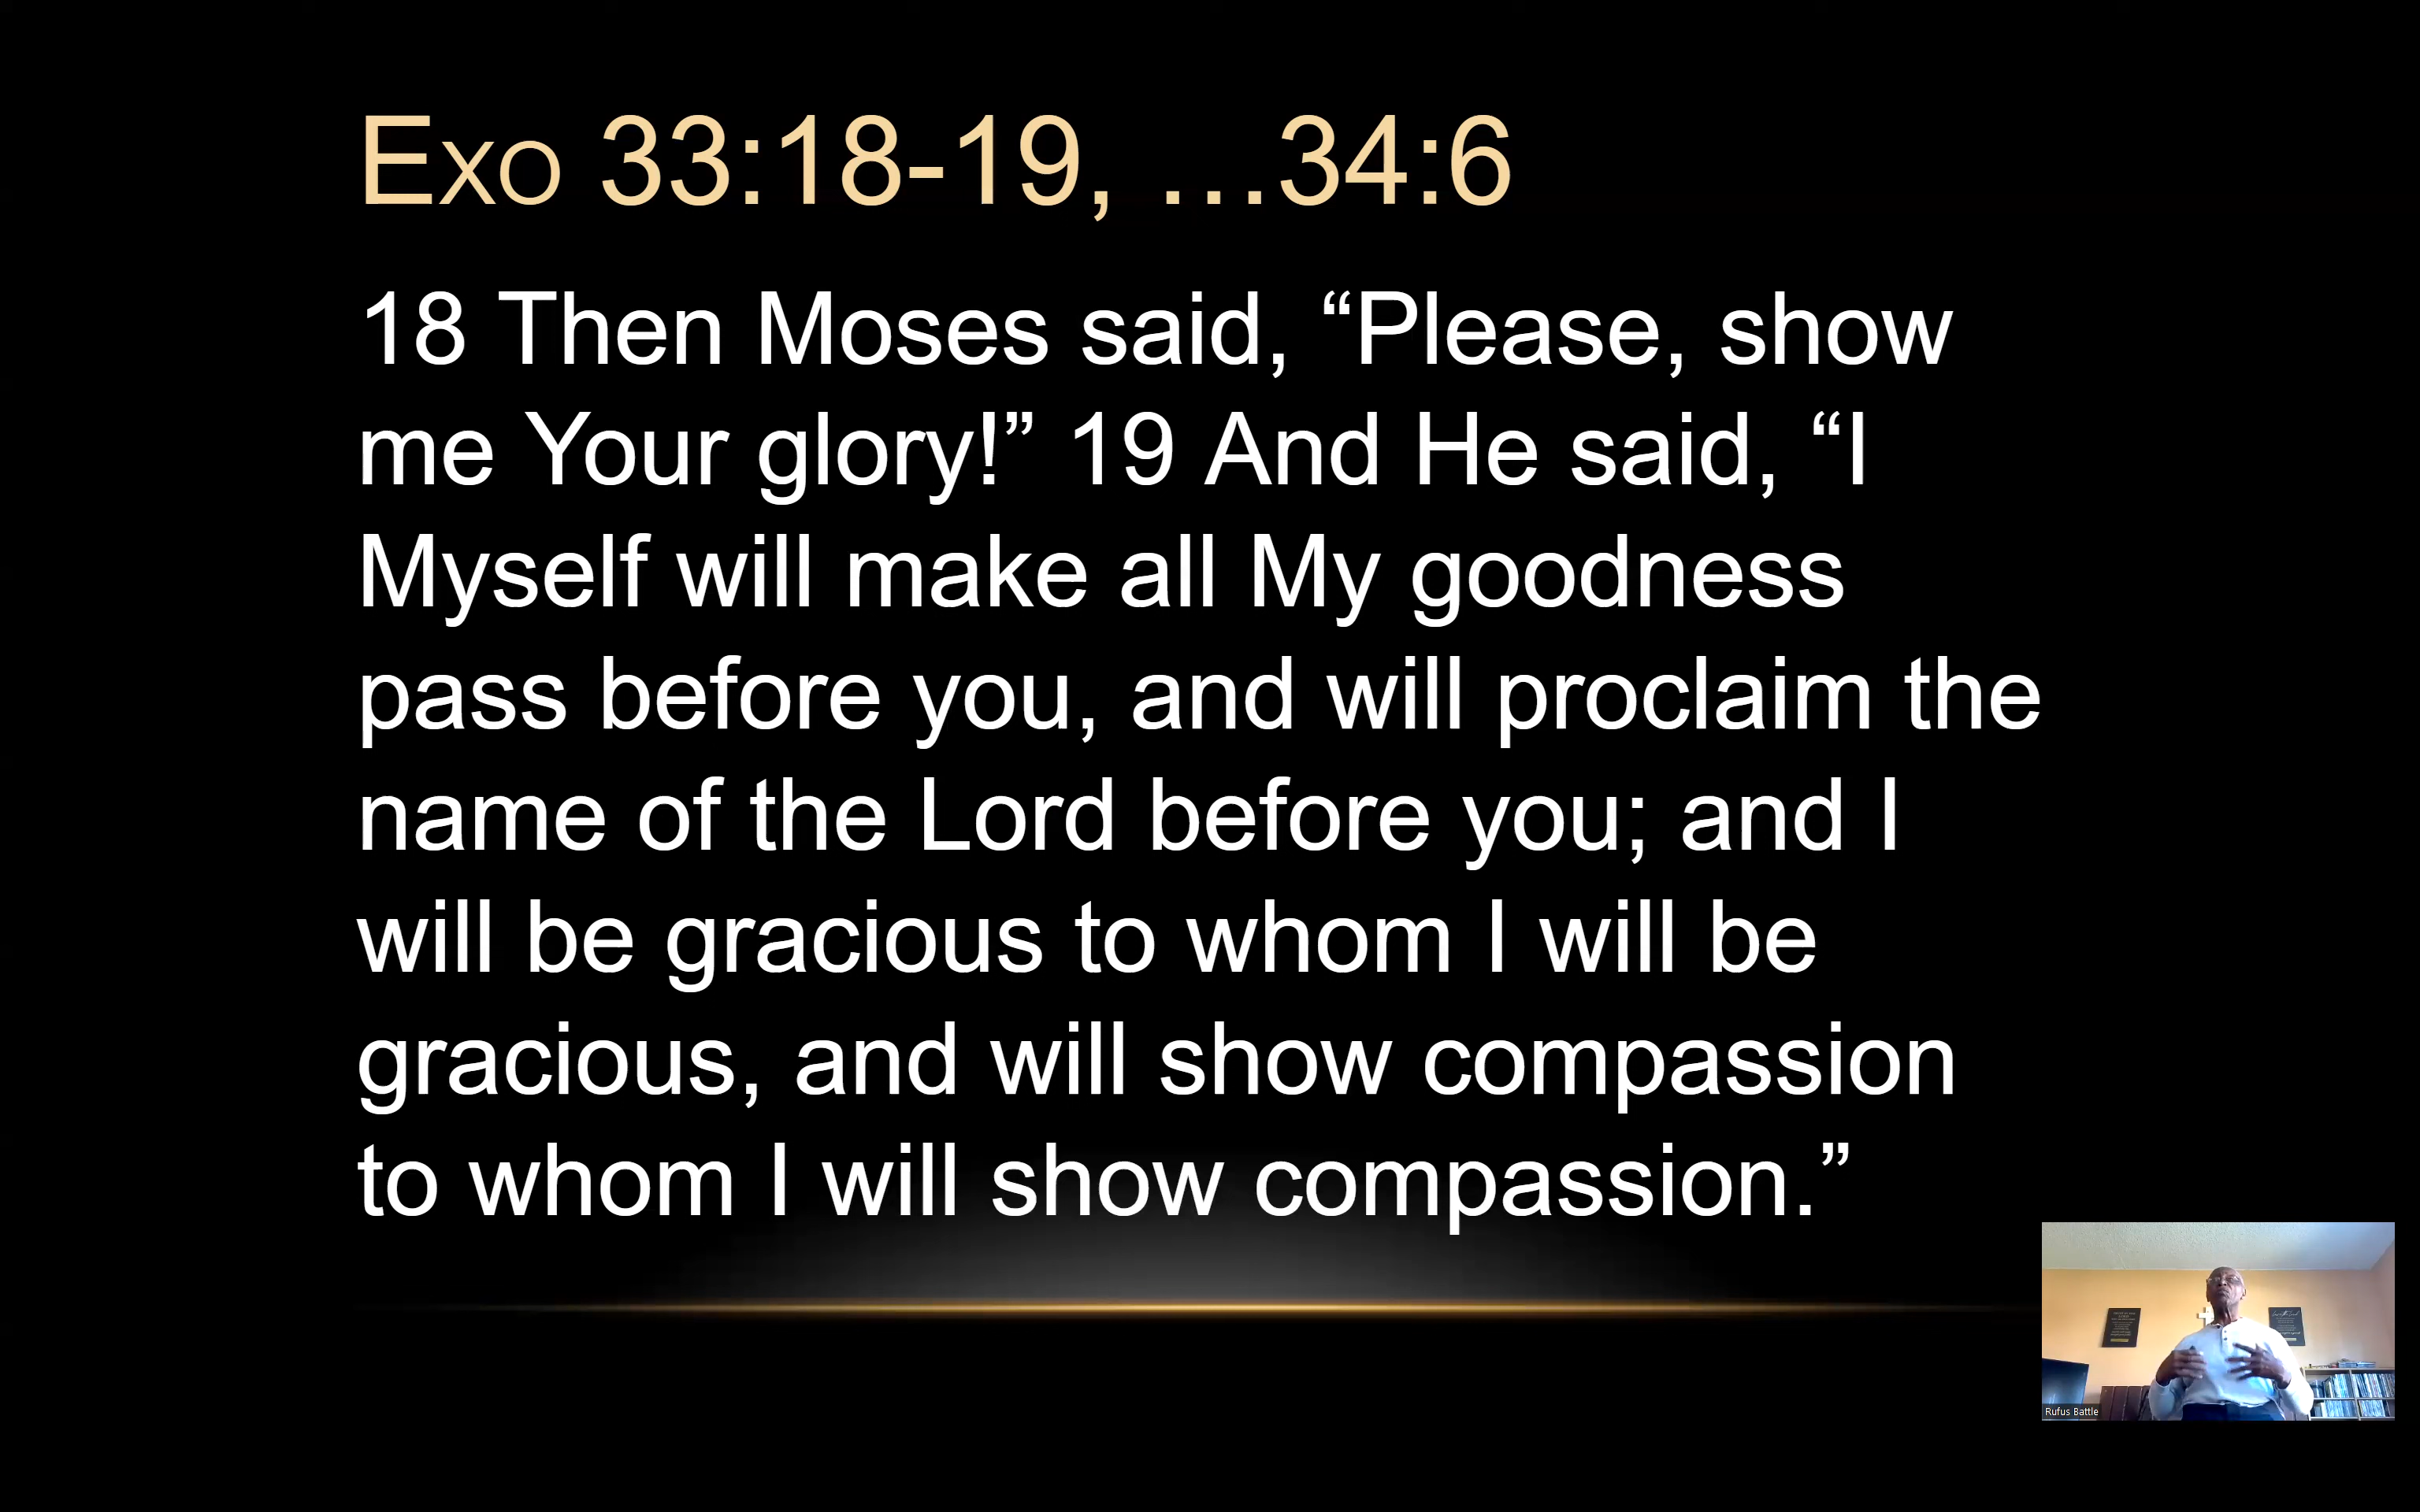 Exo 33:18-19, …34:6
18 Then Moses said, “Please, show
me Your glory!” 19 And He said, “I
Myself will make all My goodness
pass before you, and will proclaim the
name of the Lord before you; and I
will be gracious to whom I will be
gracious, and will show compassion
to whom I will show compassion.”
Rufus Battle